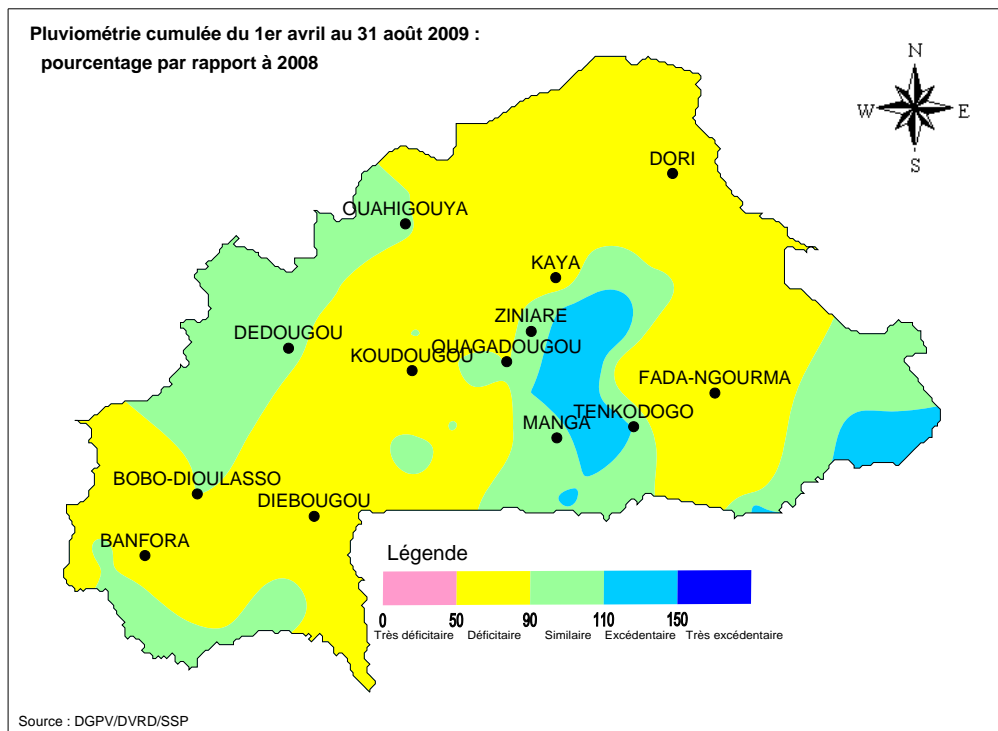 Pluviométrie cumulée du 1er avril au 31 août 2009 :
pourcentage par rapport à 2008
N
W E
S
DORI
OUAHIGOUYA
KAYA
ZINIARE
DEDOUGOU
OUAGADOUGOU
KOUDOUGOU
FADA-NGOURMA
TENKODOGO
MANGA
BOBO-DIOULASSO
DIEBOUGOU
BANFORA
Légende
0 50 90 110 150
Très déficitaire Déficitaire Similaire Excédentaire Très excédentaire
Source : DGPV/DVRD/SSP